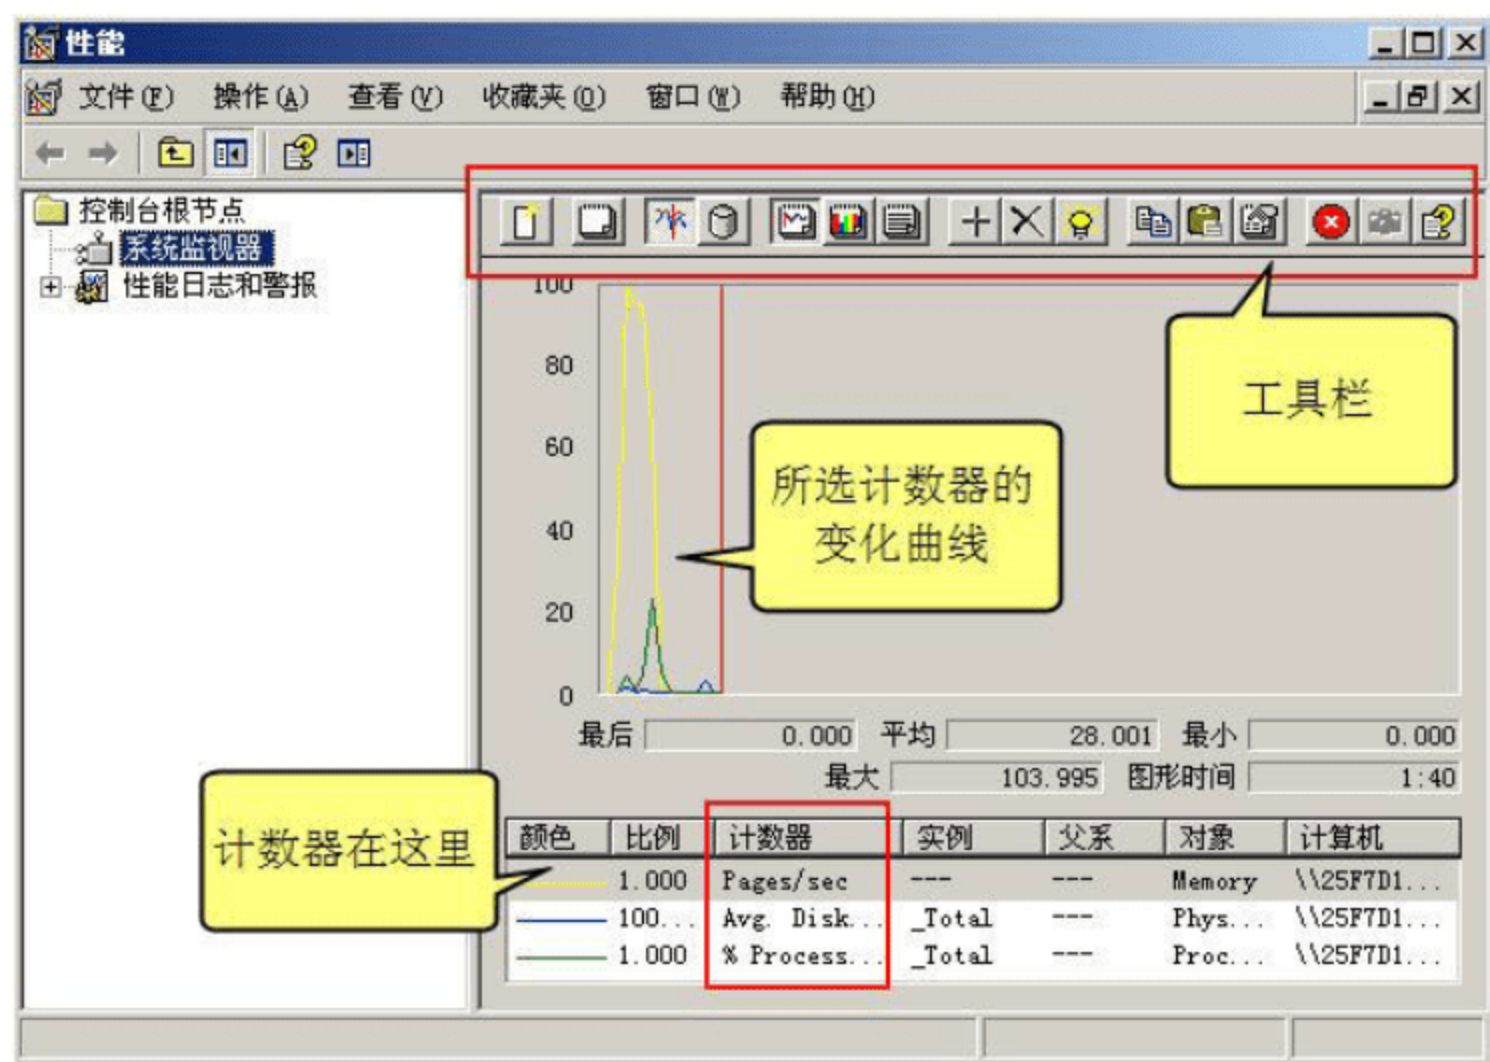 性能
文件(F) 操作(A) 查看(V) 收藏夹(O) 窗口(W) 帮助(H)
控制台根节点
系统监视器
性能日志和警报
工具栏
100
80
60
40
20
0
所选计数器的
变化曲线
最后 0.000 平均 28.001 最小 0.000
最大 103.995 图形时间 1:40
计数器在这里
颜色 比例 计数器 实例 父系 对象 计算机
1.000 Pages/sec --- --- Memory \\25F7D1...
100... Avg. Disk... _Total --- Phys... \\25F7D1...
1.000 % Process... _Total --- Proc... \\25F7D1...